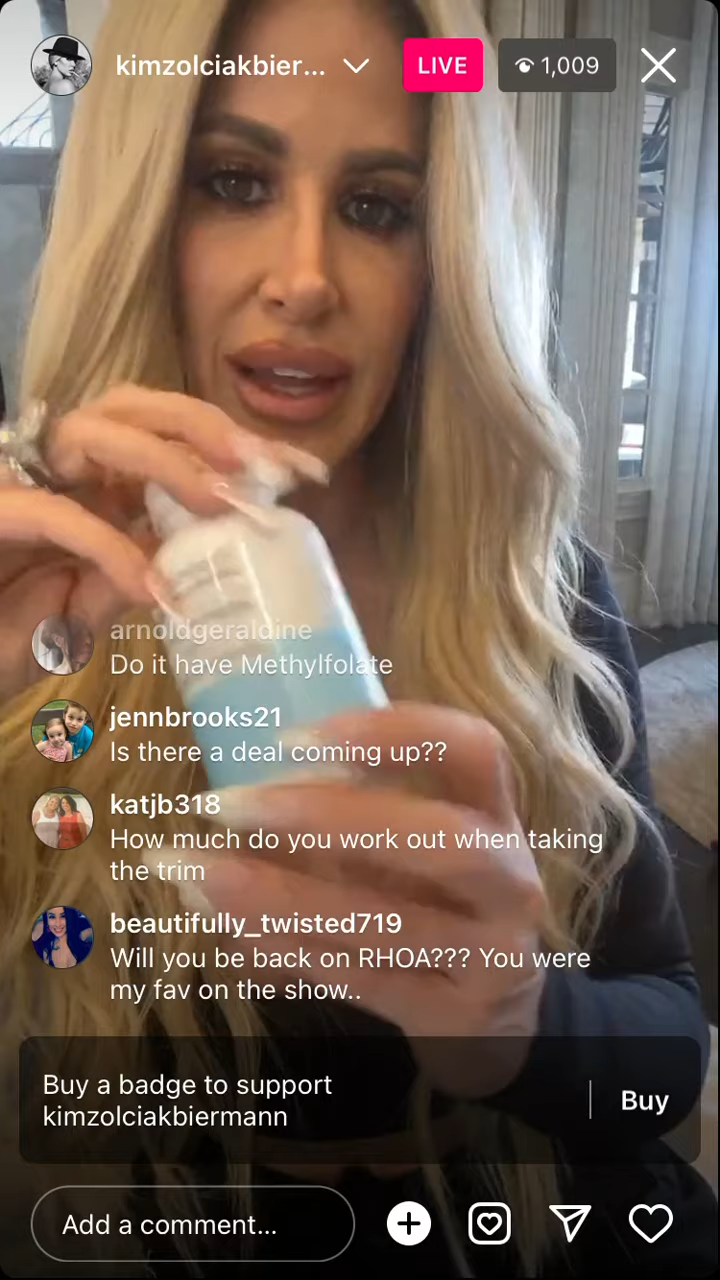 kimzolciakbier...
LIVE
1,009
arnoldgeraldine
Do it have Methylfolate
jennbrooks21
Is there a deal coming up??
katjb318
How much do you work out when taking
the trim
beautifully_twisted719
Will you be back on RHOA??? You were
my fav on the show..
Buy a badge to support
kimzolciakbiermann
Buy
Add a comment...